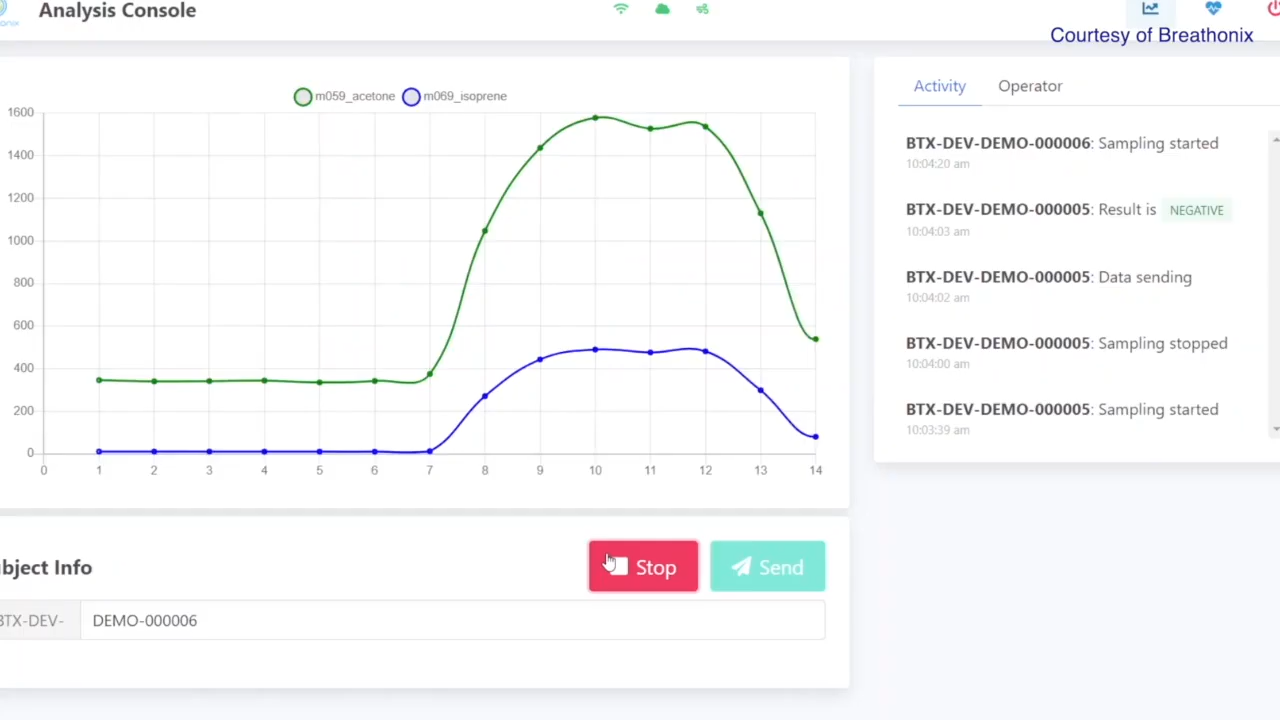 Analysis Console
Courtesy of Breathonix
m059_acetone m069_isoprene
1600
1400
1200
1000
800
600
400
200
0
0 1 2 3 4 5 6 7 8 9 10 11 12 13 14
Activity Operator
BTX-DEV-DEMO-000006: Sampling started
10:04:20 am
BTX-DEV-DEMO-000005: Result is NEGATIVE
10:04:03 am
BTX-DEV-DEMO-000005: Data sending
10:04:02 am
BTX-DEV-DEMO-000005: Sampling stopped
10:04:00 am
BTX-DEV-DEMO-000005: Sampling started
10:03:39 am
bject Info
Stop
Send
BTX-DEV- DEMO-000006